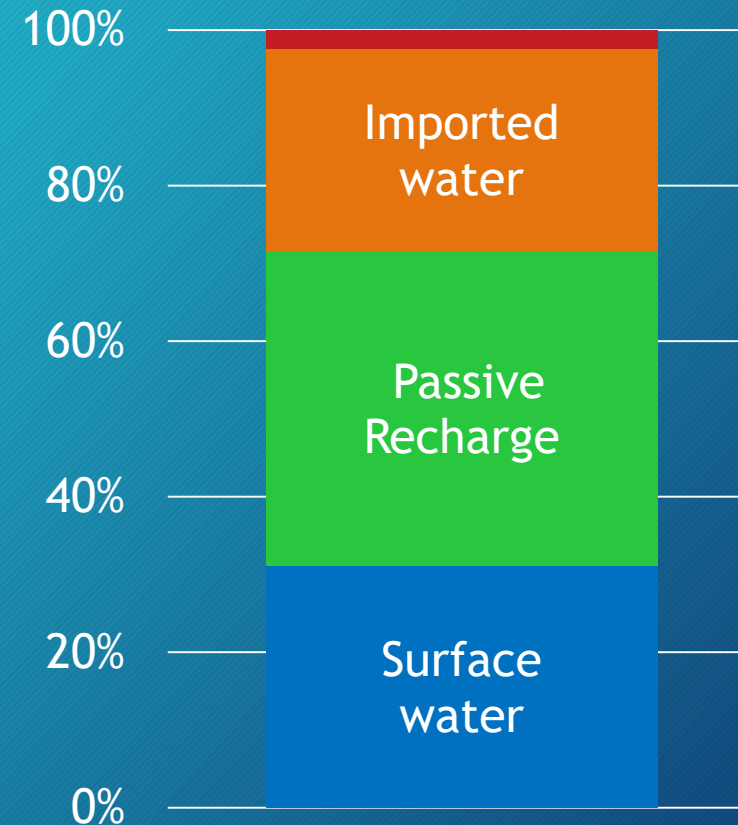 100%
Imported
water
80%
60%
Passive
Recharge
40%
20%
Surface
water
0%